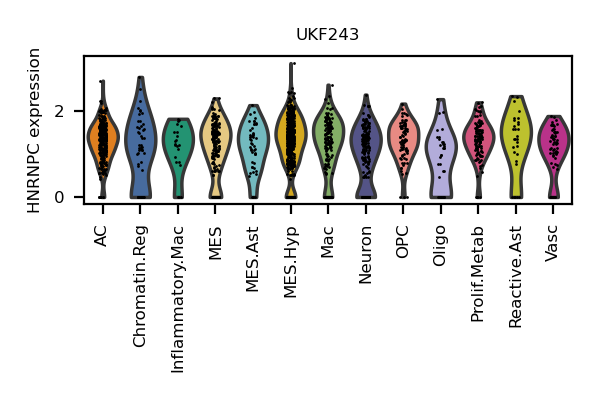 UKF243
HNRNPC expression
2
0
AC
Chromatin.Reg
Inflammatory.Mac
MES
MES.Ast
MES.Hyp
Mac
Neuron
OPC
Oligo
Prolif.Metab
Reactive.Ast
Vasc